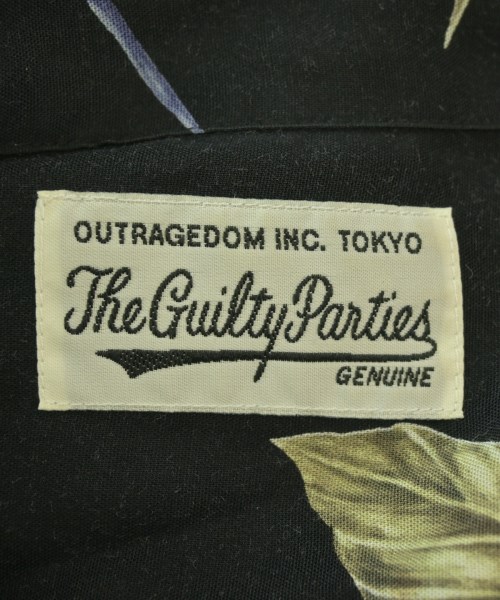 OUTRAGEDOM INC. TOKYO
The Guilty Parties
GENUINE